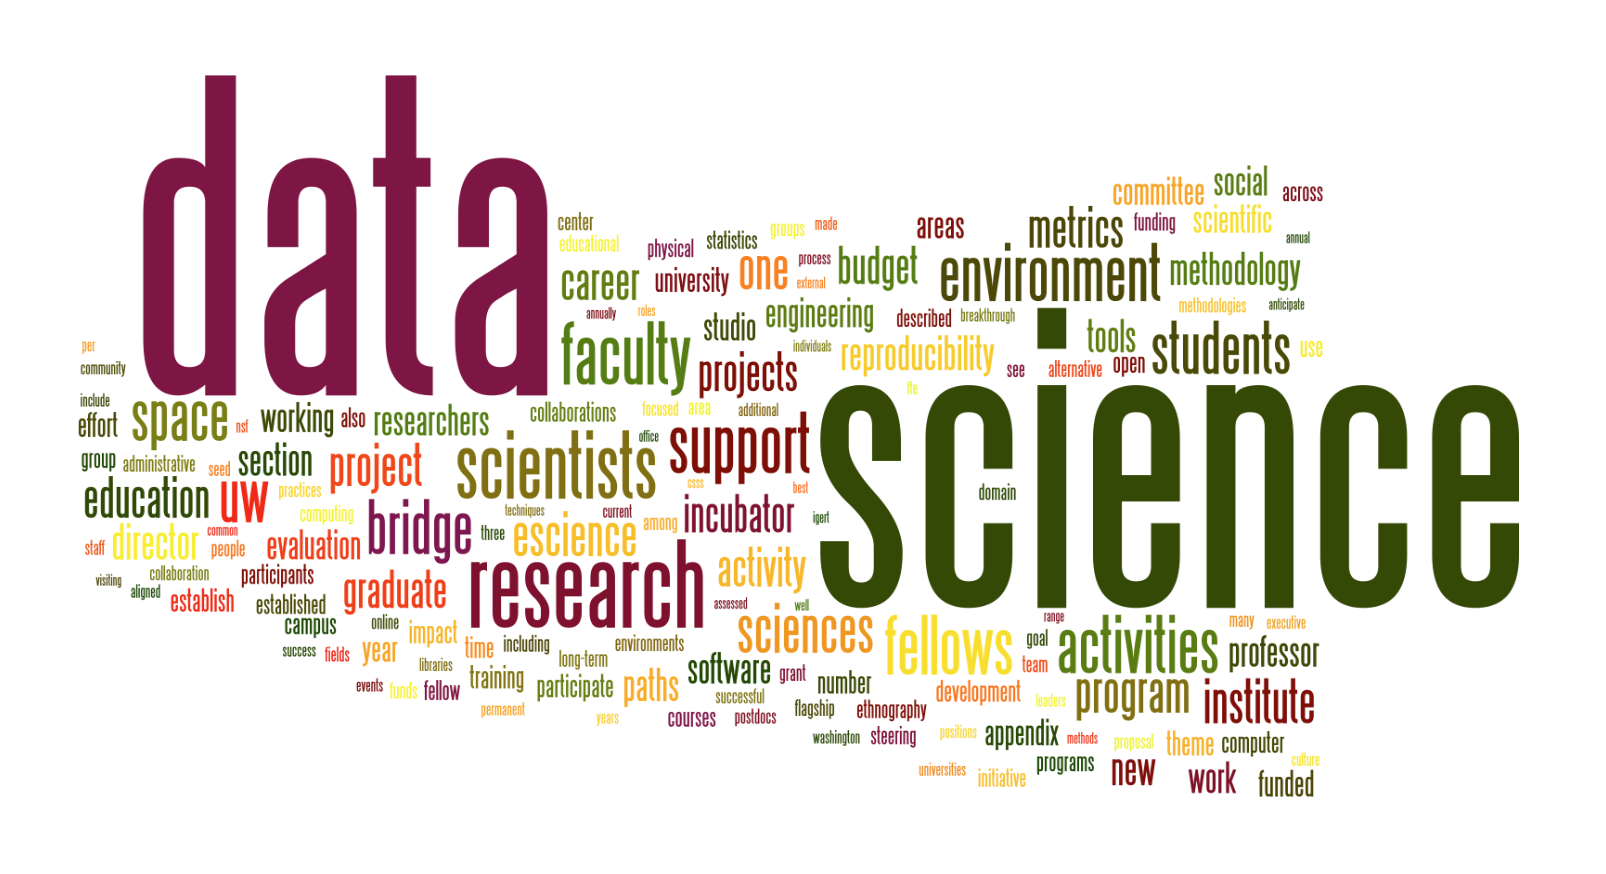 data
science
committee
social
across
center
educational
physical
statistics
groups
made
areas
metrics
funding
scientific
annual
career
university
one
process
external
budget
environment
methodology
annually
roles
studio
engineering
described
breakthrough
methodologies
anticipate
faculty
projects
individuals
reproducibility
see
alternative
tools
open
students
use
per
community
include
effort
space
nsf
working
also
researchers
collaborations
focused
area
additional
office
support
group
administrative
seed
section
project
scientists
csss
best
domain
education
uw
practices
computing
bridge
techniques
current
among
incubator
igert
three
escience
staff
director
common
people
evaluation
research
activity
visiting
collaboration
aligned
participants
establish
established
graduate
assessed
well
campus
online
impact
sciences
fellows
range
goal
activities
many
executive
success
fields
year
time
including
environments
team
professor
libraries
long-term
training
software
grant
number
events
funds
fellow
participate
paths
successful
development
leaders
program
institute
permanent
years
courses
postdocs
flagship
ethnography
washington
steering
positions
appendix
methods
proposal
theme
computer
universities
initiative
programs
new
work
culture
funded